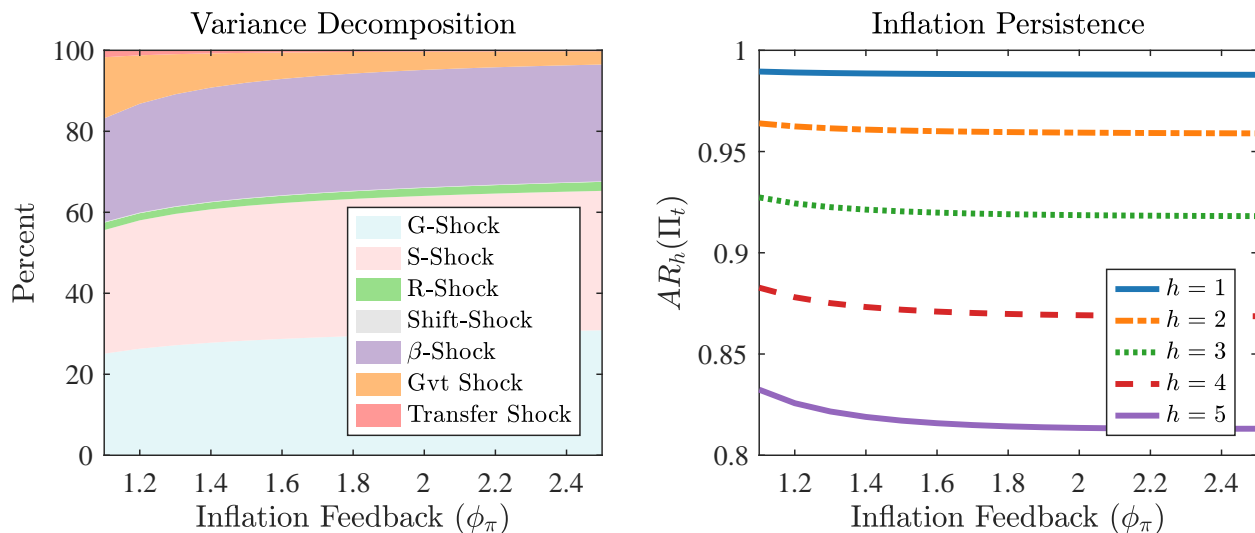 Variance Decomposition
100
80
60
40
20
0
Percent
G-Shock
S-Shock
R-Shock
Shift-Shock
β-Shock
Gvt Shock
Transfer Shock
1.2 1.4 1.6 1.8 2 2.2 2.4
Inflation Feedback (ϕπ)
Inflation Persistence
1
0.95
0.9
0.85
0.8
ARh(Πt)
h = 1
h = 2
h = 3
h = 4
h = 5
1.2 1.4 1.6 1.8 2 2.2 2.4
Inflation Feedback (ϕπ)